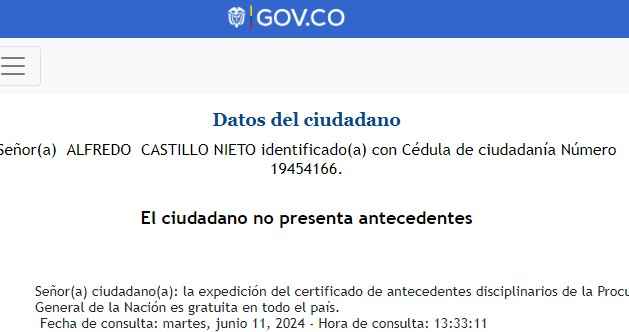 GOV.CO
Datos del ciudadano
Señor(a) ALFREDO CASTILLO NIETO identificado(a) con Cédula de ciudadanía Número
19454166.
El ciudadano no presenta antecedentes
Señor(a) ciudadano(a): la expedición del certificado de antecedentes disciplinarios de la Procu
General de la Nación es gratuita en todo el país.
Fecha de consulta: martes, junio 11, 2024 - Hora de consulta: 13:33:11